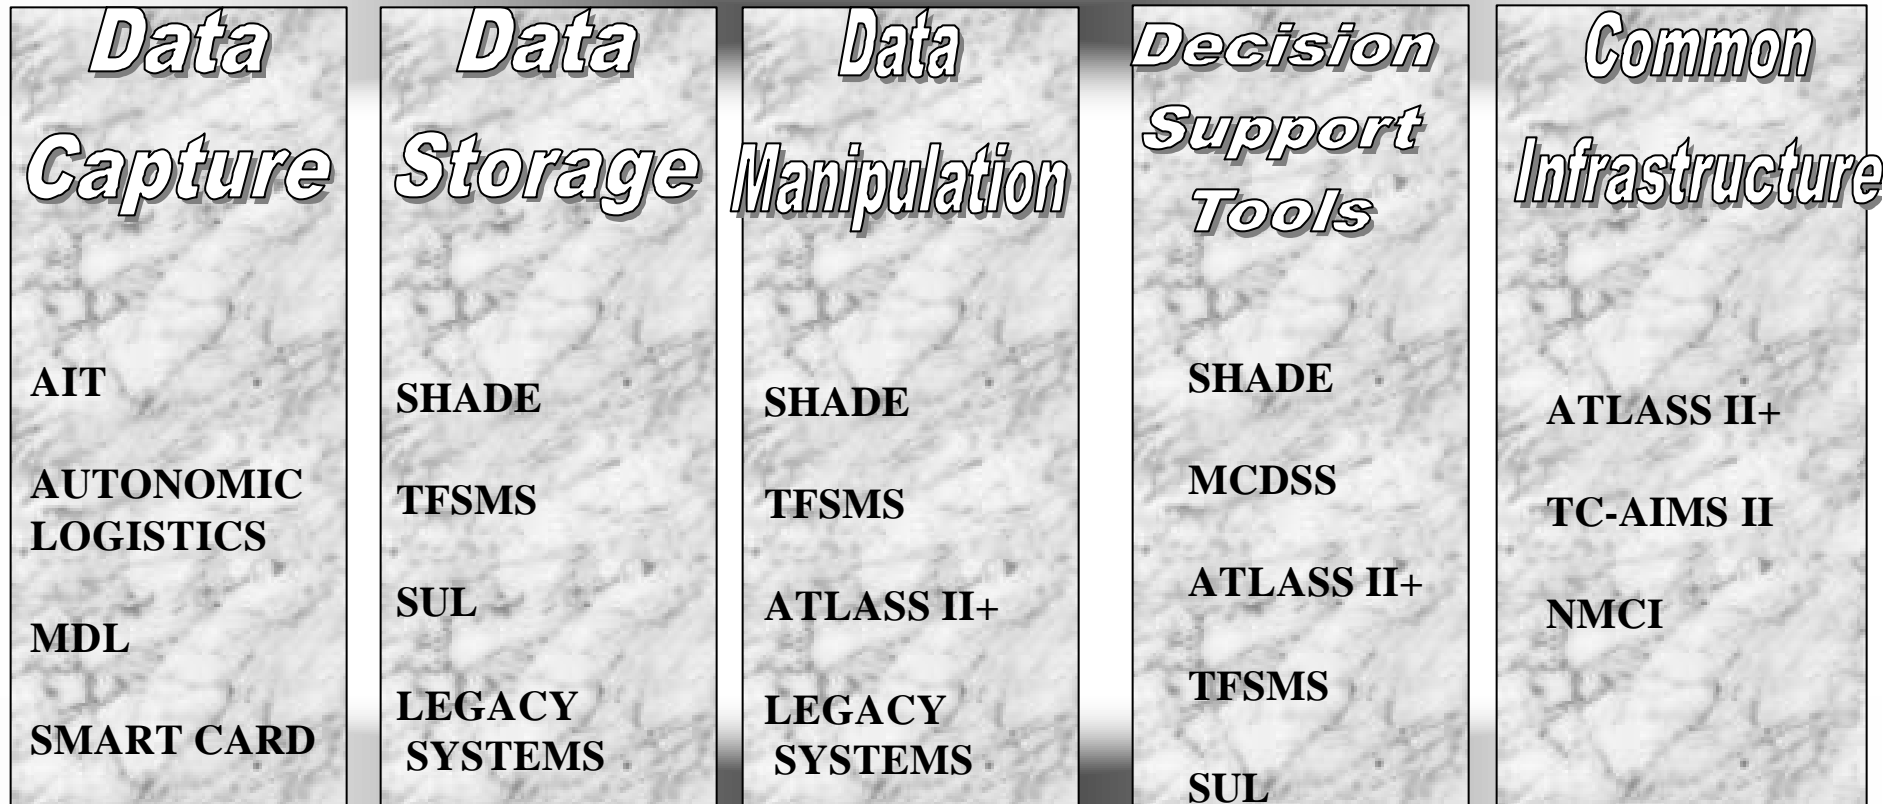 Data
Capture
AIT
AUTONOMIC
LOGISTICS
MDL
SMART CARD
Data
Storage
SHADE
TFSMS
SUL
LEGACY
SYSTEMS
Data
Manipulation
SHADE
TFSMS
ATLASS II+
LEGACY
SYSTEMS
Decision
Support
Tools
SHADE
MCDSS
ATLASS II+
TFSMS
SUL
Common
Infrastructure
ATLASS II+
TC-AIMS II
NMCI